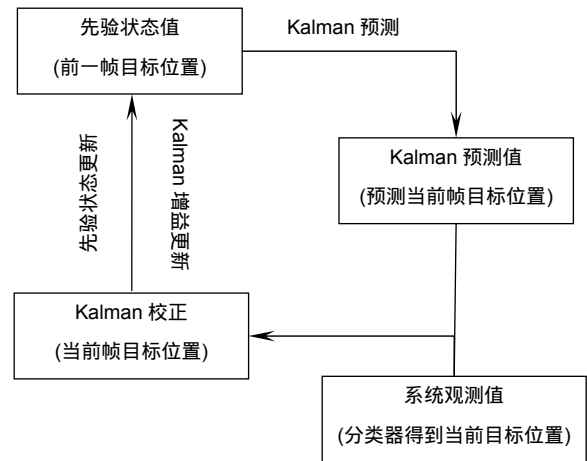 先验状态值
(前一帧目标位置)
Kalman 预测
Kalman 预测值
(预测当前帧目标位置)
先验状态更新
Kalman 增益更新
Kalman 校正
(当前帧目标位置)
系统观测值
(分类器得到当前目标位置)